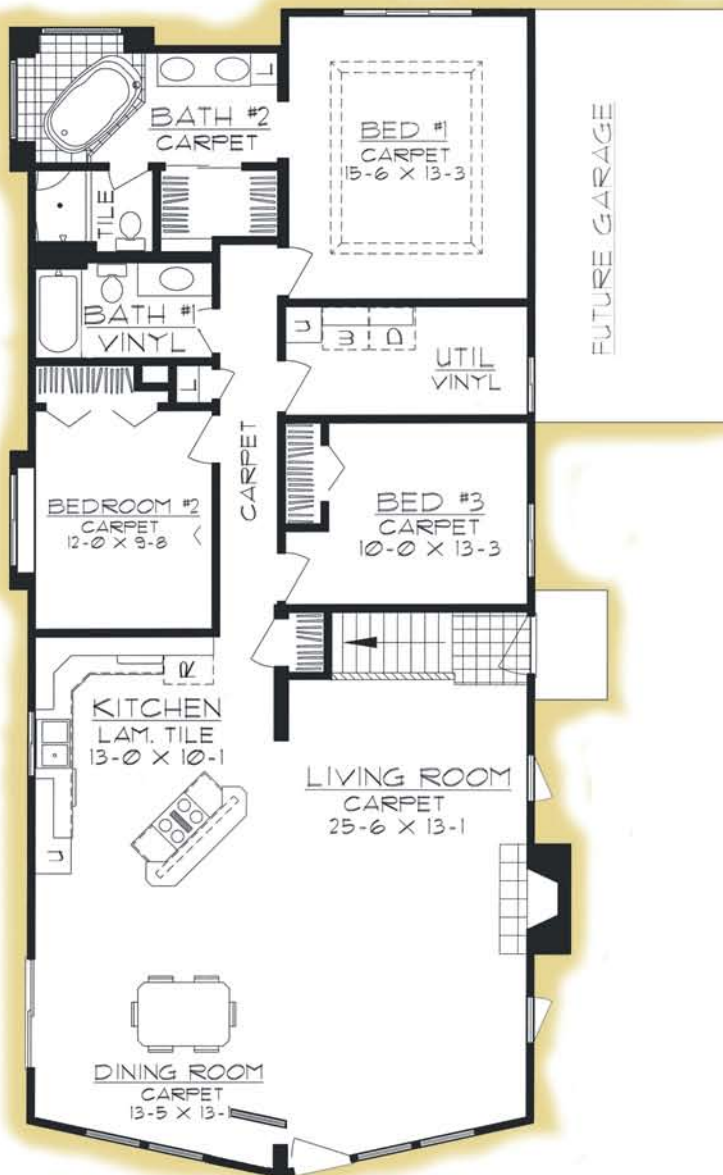 BATH #2
CARPET
L
BED #1
CARPET
15-6 X 13-3
FUTURE GARAGE
TILE
BATH #1
VINYL
U
W
D
UTIL
VINYL
L
CARPET
BEDROOM #2
CARPET
12-0 X 9-8
BED #3
CARPET
10-0 X 13-3
R
KITCHEN
LAM. TILE
13-0 X 10-1
U
LIVING ROOM
CARPET
25-6 X 13-1
DINING ROOM
CARPET
13-5 X 13-1